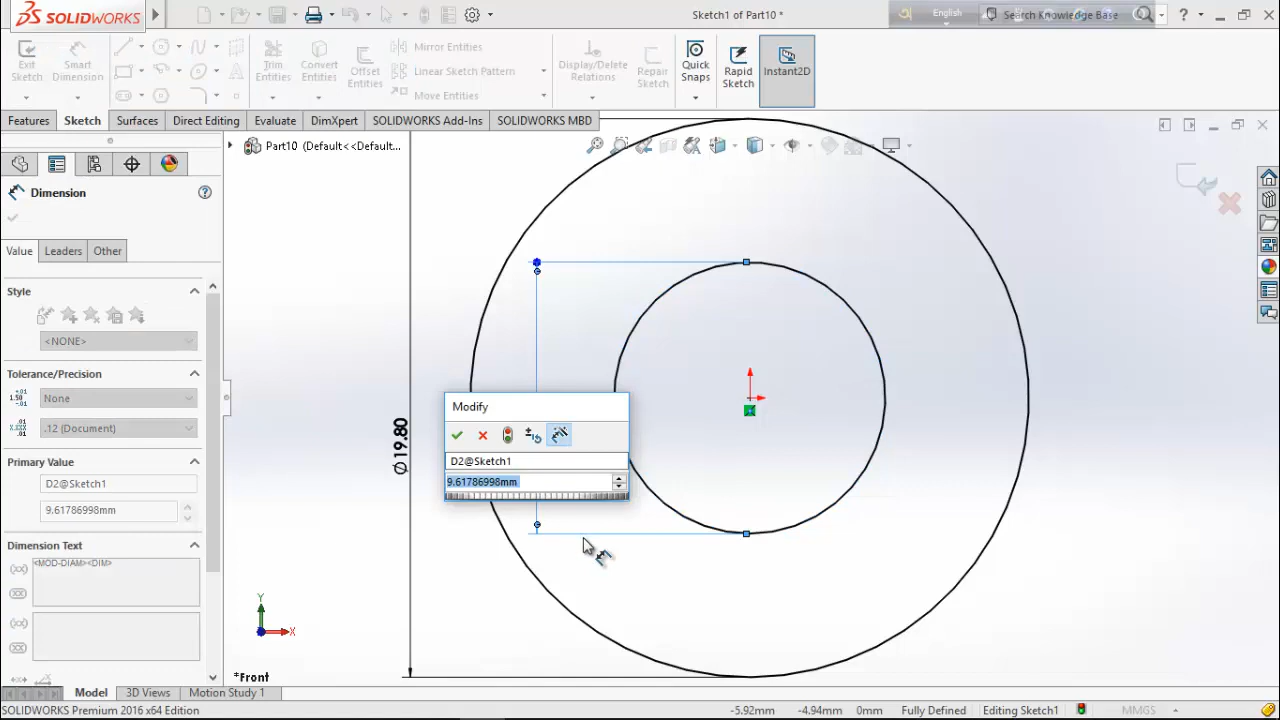 SOLIDWORKS
Sketch1 of Part10 *
English
Search Knowledge Base
Exit Sketch
Smart Dimension
Trim Entities
Convert Entities
Offset Entities
Mirror Entities
Linear Sketch Pattern
Move Entities
Display/Delete Relations
Repair Sketch
Quick Snaps
Rapid Sketch
Instant2D
Features
Sketch
Surfaces
Direct Editing
Evaluate
DimXpert
SOLIDWORKS Add-Ins
SOLIDWORKS MBD
Part10 (Default<<Default...
Dimension
Value
Leaders
Other
Style
<NONE>
Tolerance/Precision
None
.12 (Document)
Primary Value
D2@Sketch1
9.61786998mm
Dimension Text
<MOD-DIAM><DIM>
Modify
D2@Sketch1
9.61786998mm
∅19.80
Y
X
*Front
Model
3D Views
Motion Study 1
SOLIDWORKS Premium 2016 x64 Edition
-5.92mm
-4.94mm
0mm
Fully Defined
Editing Sketch1
MMGS